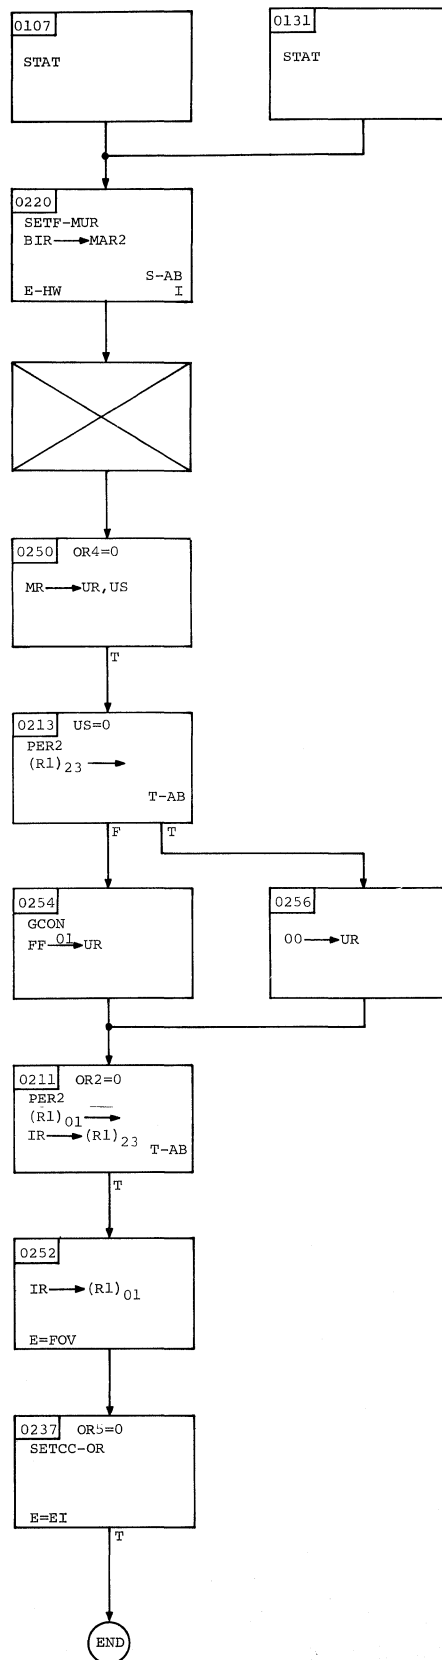 0107
STAT
0131
STAT
0220
SETF-MUR
BIR→MAR2
S-AB
E-HW I
0250 OR4=0
MR→UR,US
T
0213 US=0
PER2
(R1)23→
T-AB
F T
0254
GCON
FF01→UR
0256
00→UR
0211 OR2=0
PER2
(R1)01→
IR→(R1)23
T-AB
T
0252
IR→(R1)01
E=FOV
0237 OR5=0
SETCC-OR
E=EI
T
END